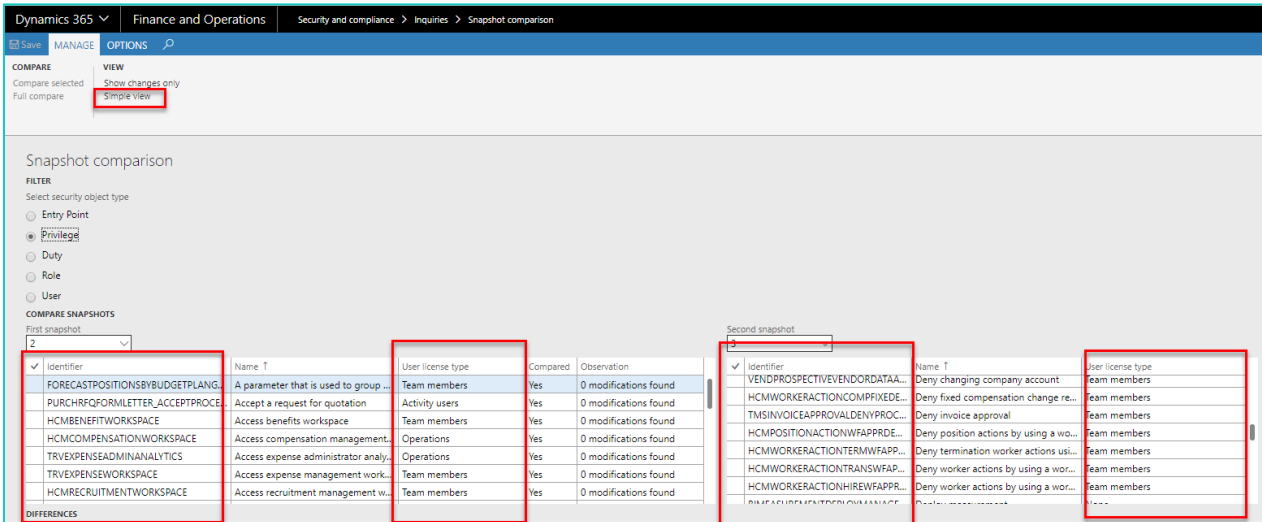 Dynamics 365 Finance and Operations Security and compliance > Inquiries > Snapshot comparison
Save MANAGE OPTIONS
COMPARE VIEW
Compare selected Show changes only
Full compare Simple view
Snapshot comparison
FILTER
Select security object type
Entry Point
Privilege
Duty
Role
User
COMPARE SNAPSHOTS
First snapshot Second snapshot
2 3
Identifier Name ↑ User license type Compared Observation
FORECASTPOSITIONSBYBUDGETPLANG... A parameter that is used to group ... Team members Yes 0 modifications found
PURCHRFQFORMLETTER_ACCEPTPROCE... Accept a request for quotation Activity users Yes 0 modifications found
HCMBENEFITWORKSPACE Access benefits workspace Team members Yes 0 modifications found
HCMCOMPENSATIONWORKSPACE Access compensation management... Operations Yes 0 modifications found
TRVEXPENSEADMINANALYTICS Access expense administrator analy... Operations Yes 0 modifications found
TRVEXPENSEWORKSPACE Access expense management work... Team members Yes 0 modifications found
HCMRECRUITMENTWORKSPACE Access recruitment management w... Team members Yes 0 modifications found
Identifier Name ↑ User license type
VENDPROSPECTIVEVENDORDATAA... Deny changing company account Team members
HCMWORKERACTIONCOMPFIXEDE... Deny fixed compensation change re... Team members
TMSINVOICEAPPROVALDENYPROC... Deny invoice approval Team members
HCMPOSITIONACTIONWFAPPRDE... Deny position actions by using a wo... Team members
HCMWORKERACTIONTERMWFAPP... Deny termination worker actions usi... Team members
HCMWORKERACTIONTRANSWFAP... Deny worker actions by using a wor... Team members
HCMWORKERACTIONHIREWFAPPR... Deny worker actions by using a wor... Team members
BIMEASUREMENTDEPLOYMANAGE... Deploy measurement None
DIFFERENCES